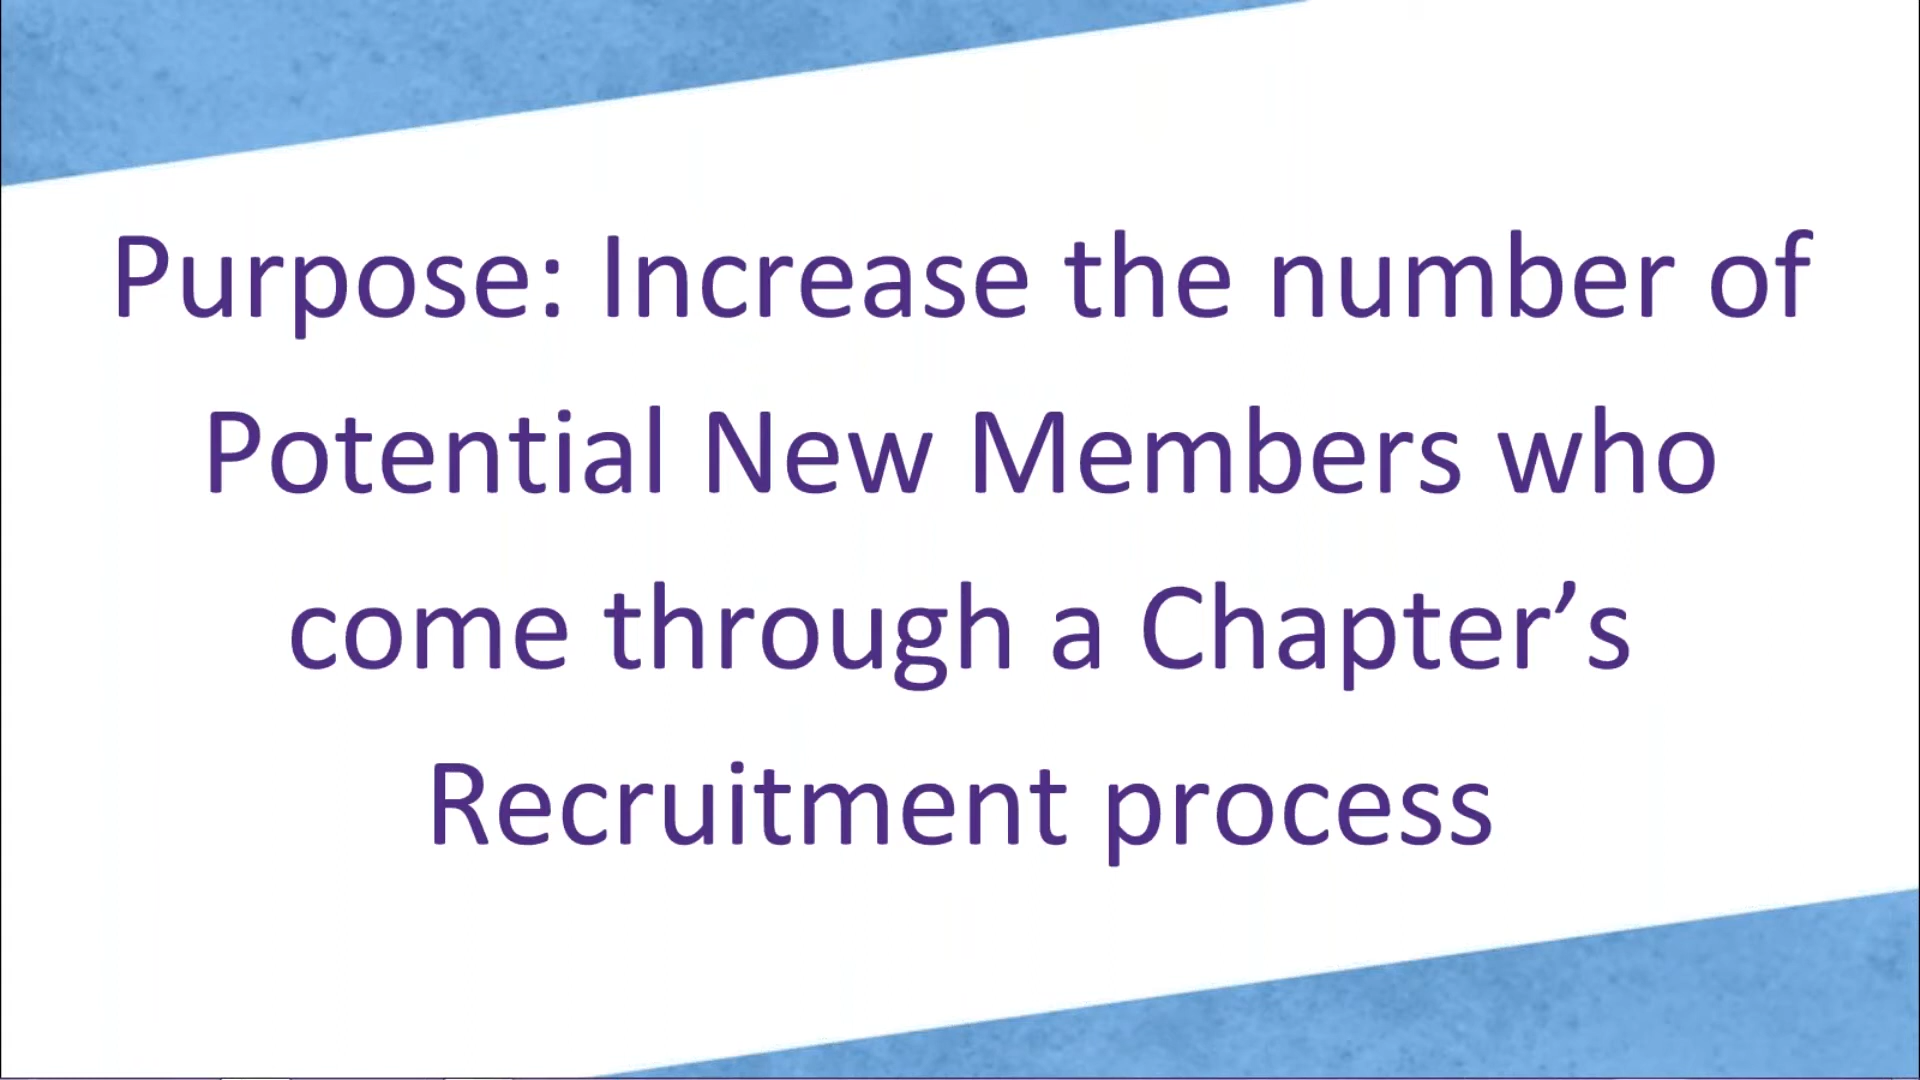 Purpose: Increase the number of
Potential New Members who
come through a Chapter’s
Recruitment process